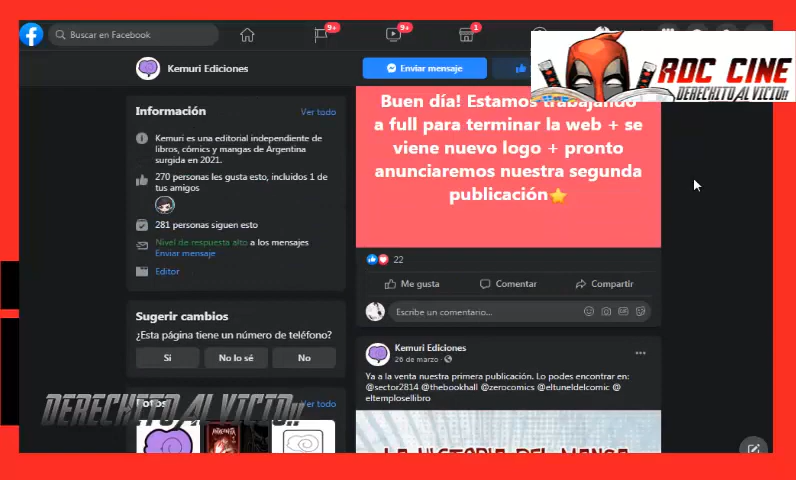 Buscar en Facebook
9+
9+
1
RDC CINE
DERECHITO AL VICIO!!
Kemuri Ediciones
Enviar mensaje
Información
Ver todo
Kemuri es una editorial independiente de
libros, cómics y mangas de Argentina
surgida en 2021.
270 personas les gusta esto, incluidos 1 de
tus amigos
281 personas siguen esto
Nivel de respuesta alto a los mensajes
Enviar mensaje
Editor
Sugerir cambios
¿Esta página tiene un número de teléfono?
Sí
No lo sé
No
Fotos
Ver todo
DERECHITO AL VICIO!!
Buen día! Estamos trabajando
a full para terminar la web + se
viene nuevo logo + pronto
anunciaremos nuestra segunda
publicación⭐
22
Me gusta
Comentar
Compartir
Escribe un comentario...
GIF
Kemuri Ediciones
26 de marzo ·
Ya a la venta nuestra primera publicación. Lo podes encontrar en:
@sector2814 @thebookhall @zerocomics @eltuneldelcomic @
eltemplosellibro
LA HISTORIA DEL MANGA